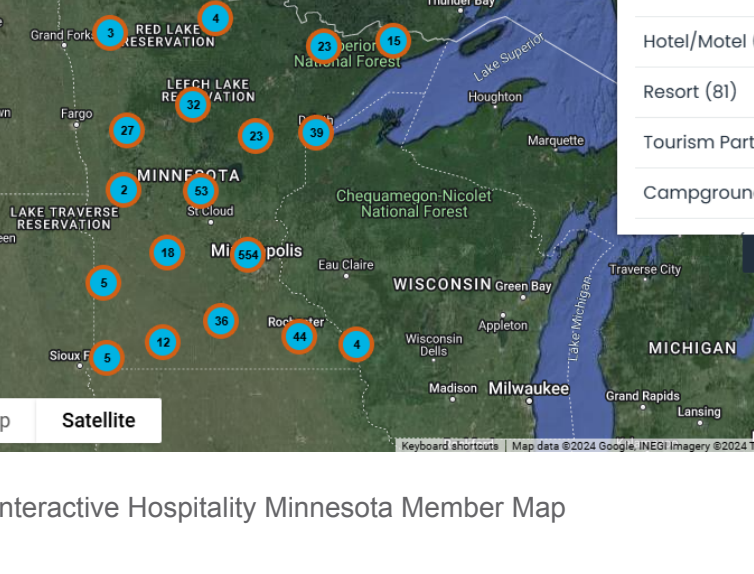 Thunder Bay
4
3
Grand Forks
RED LAKE
RESERVATION
23
15
Superior
National Forest
Lake Superior
Hotel/Motel (
LEECH LAKE
RESERVATION
32
Houghton
Resort (81)
Fargo
27
23
39
Duluth
Marquette
Tourism Part
MINNESOTA
2
53
Chequamegon-Nicolet
National Forest
Campground
LAKE TRAVERSE
RESERVATION
St Cloud
een
18
Minneapolis
554
Eau Claire
5
WISCONSIN
Green Bay
Traverse City
Lake Michigan
36
Rochester
44
4
Appleton
12
Wisconsin
Dells
MICHIGAN
Sioux F
5
Madison
Milwaukee
Grand Rapids
Lansing
p
Satellite
Keyboard shortcuts
Map data ©2024 Google, INEGI Imagery ©2024 T
nteractive Hospitality Minnesota Member Map